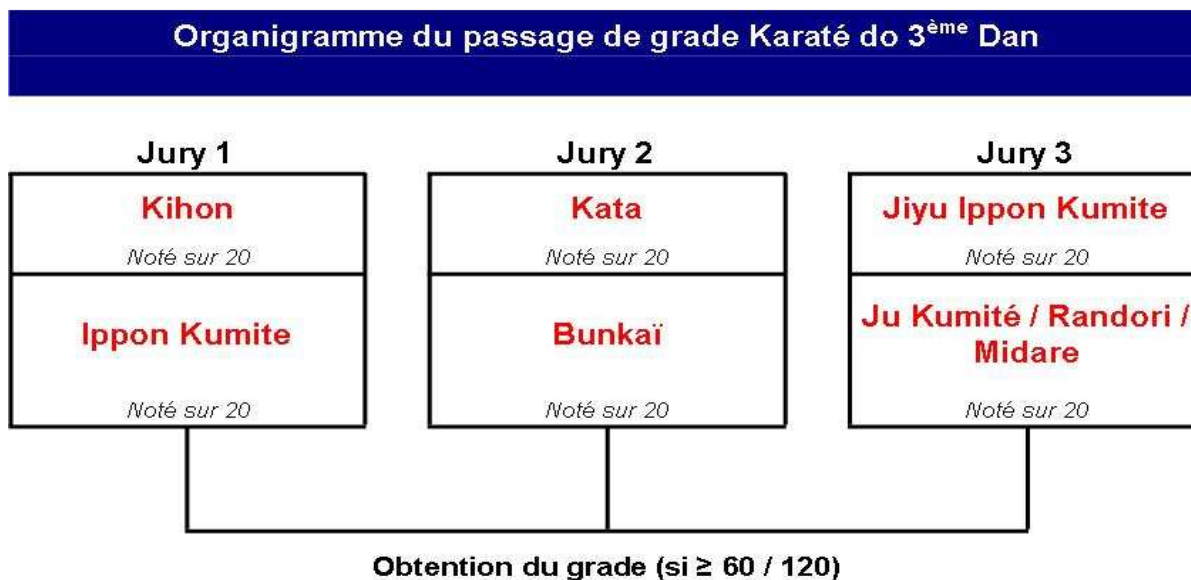 Organigramme du passage de grade Karaté do 3ème Dan
Jury 1
Kihon
Noté sur 20
Ippon Kumite
Noté sur 20
Jury 2
Kata
Noté sur 20
Bunkaï
Noté sur 20
Jury 3
Jiyu Ippon Kumite
Noté sur 20
Ju Kumité / Randori /
Midare
Noté sur 20
Obtention du grade (si ≥ 60 / 120)